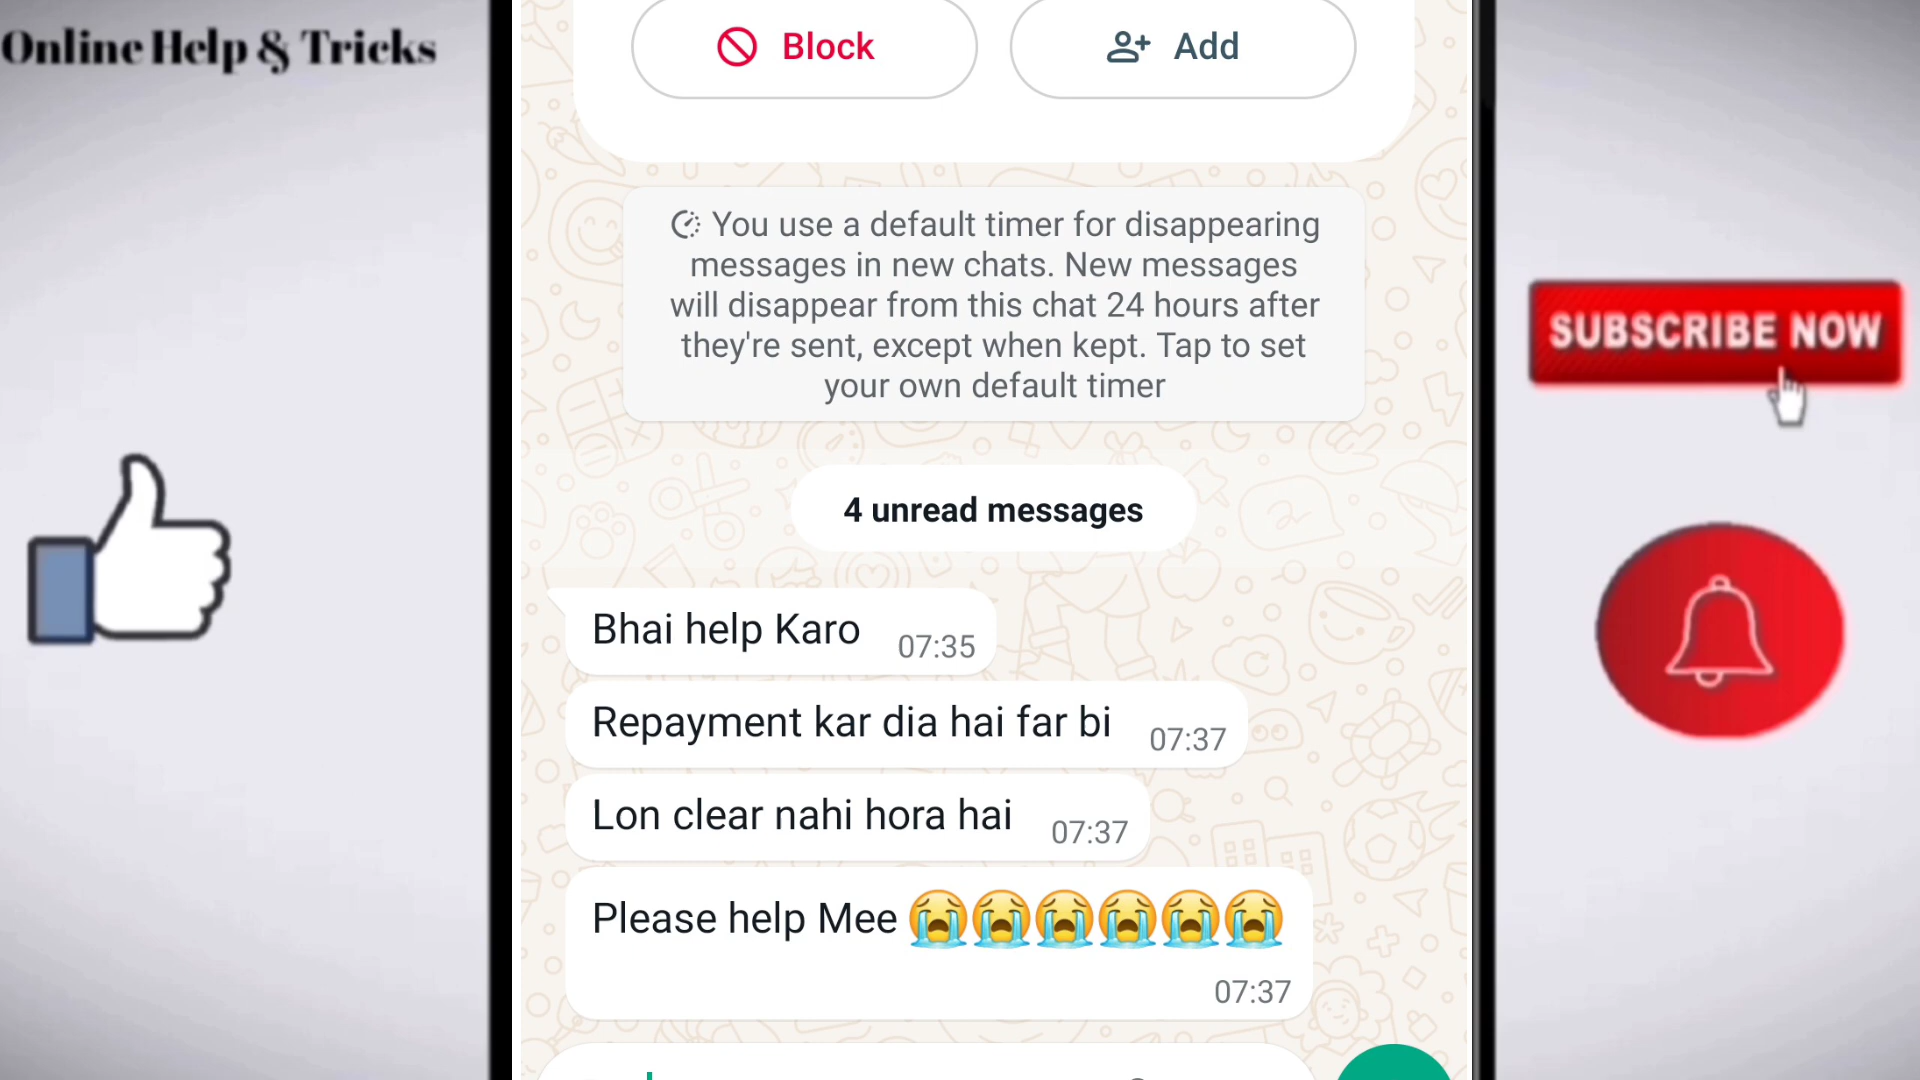 Online Help & Tricks
Block
Add
You use a default timer for disappearing
messages in new chats. New messages
will disappear from this chat 24 hours after
they're sent, except when kept. Tap to set
your own default timer
SUBSCRIBE NOW
4 unread messages
Bhai help Karo 07:35
Repayment kar dia hai far bi 07:37
Lon clear nahi hora hai 07:37
Please help Mee 😭😭😭😭😭😭
07:37